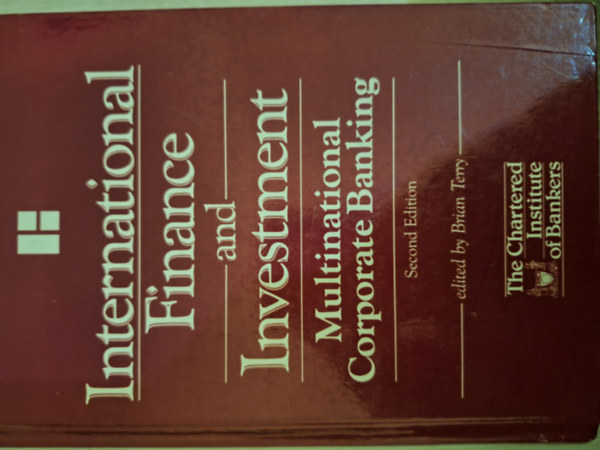 International
Finance
and
Investment
Multinational
Corporate Banking
Second Edition
edited by Brian Terry
The Chartered
Institute
of Bankers